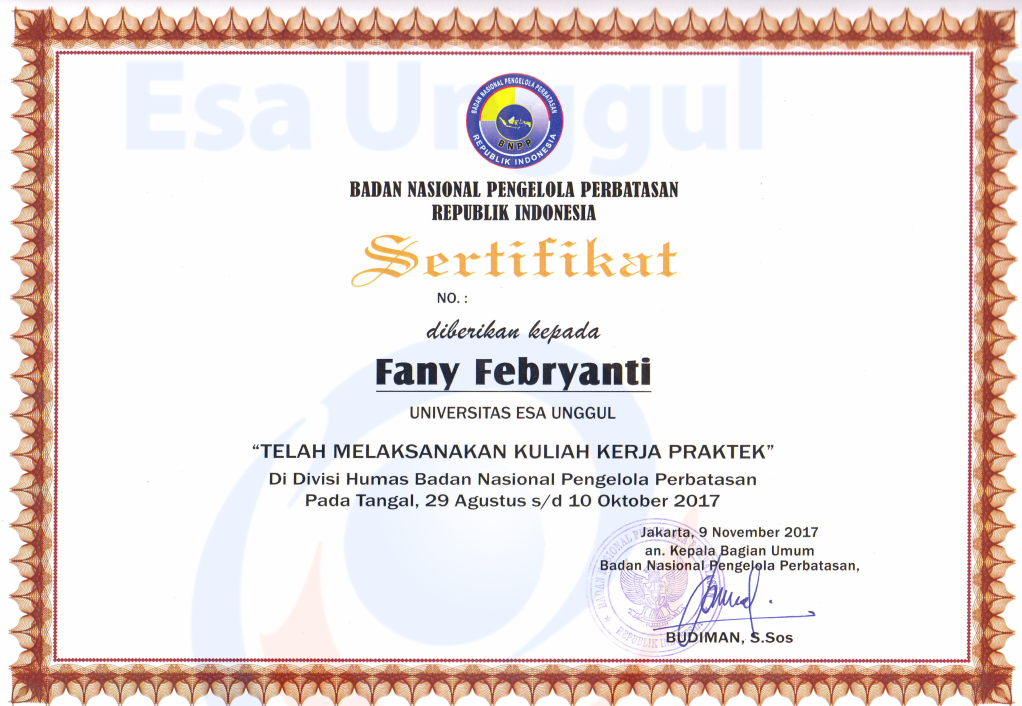 Esa Unggul
BADAN NASIONAL PENGELOLA PERBATASAN
BNPP
REPUBLIK INDONESIA
BADAN NASIONAL PENGELOLA PERBATASAN
REPUBLIK INDONESIA
Sertifikat
NO. :
diberikan kepada
Fany Febryanti
UNIVERSITAS ESA UNGGUL
“TELAH MELAKSANAKAN KULIAH KERJA PRAKTEK”
Di Divisi Humas Badan Nasional Pengelola Perbatasan
Pada Tangal, 29 Agustus s/d 10 Oktober 2017
Jakarta, 9 November 2017
an. Kepala Bagian Umum
Badan Nasional Pengelola Perbatasan,
BUDIMAN, S.Sos